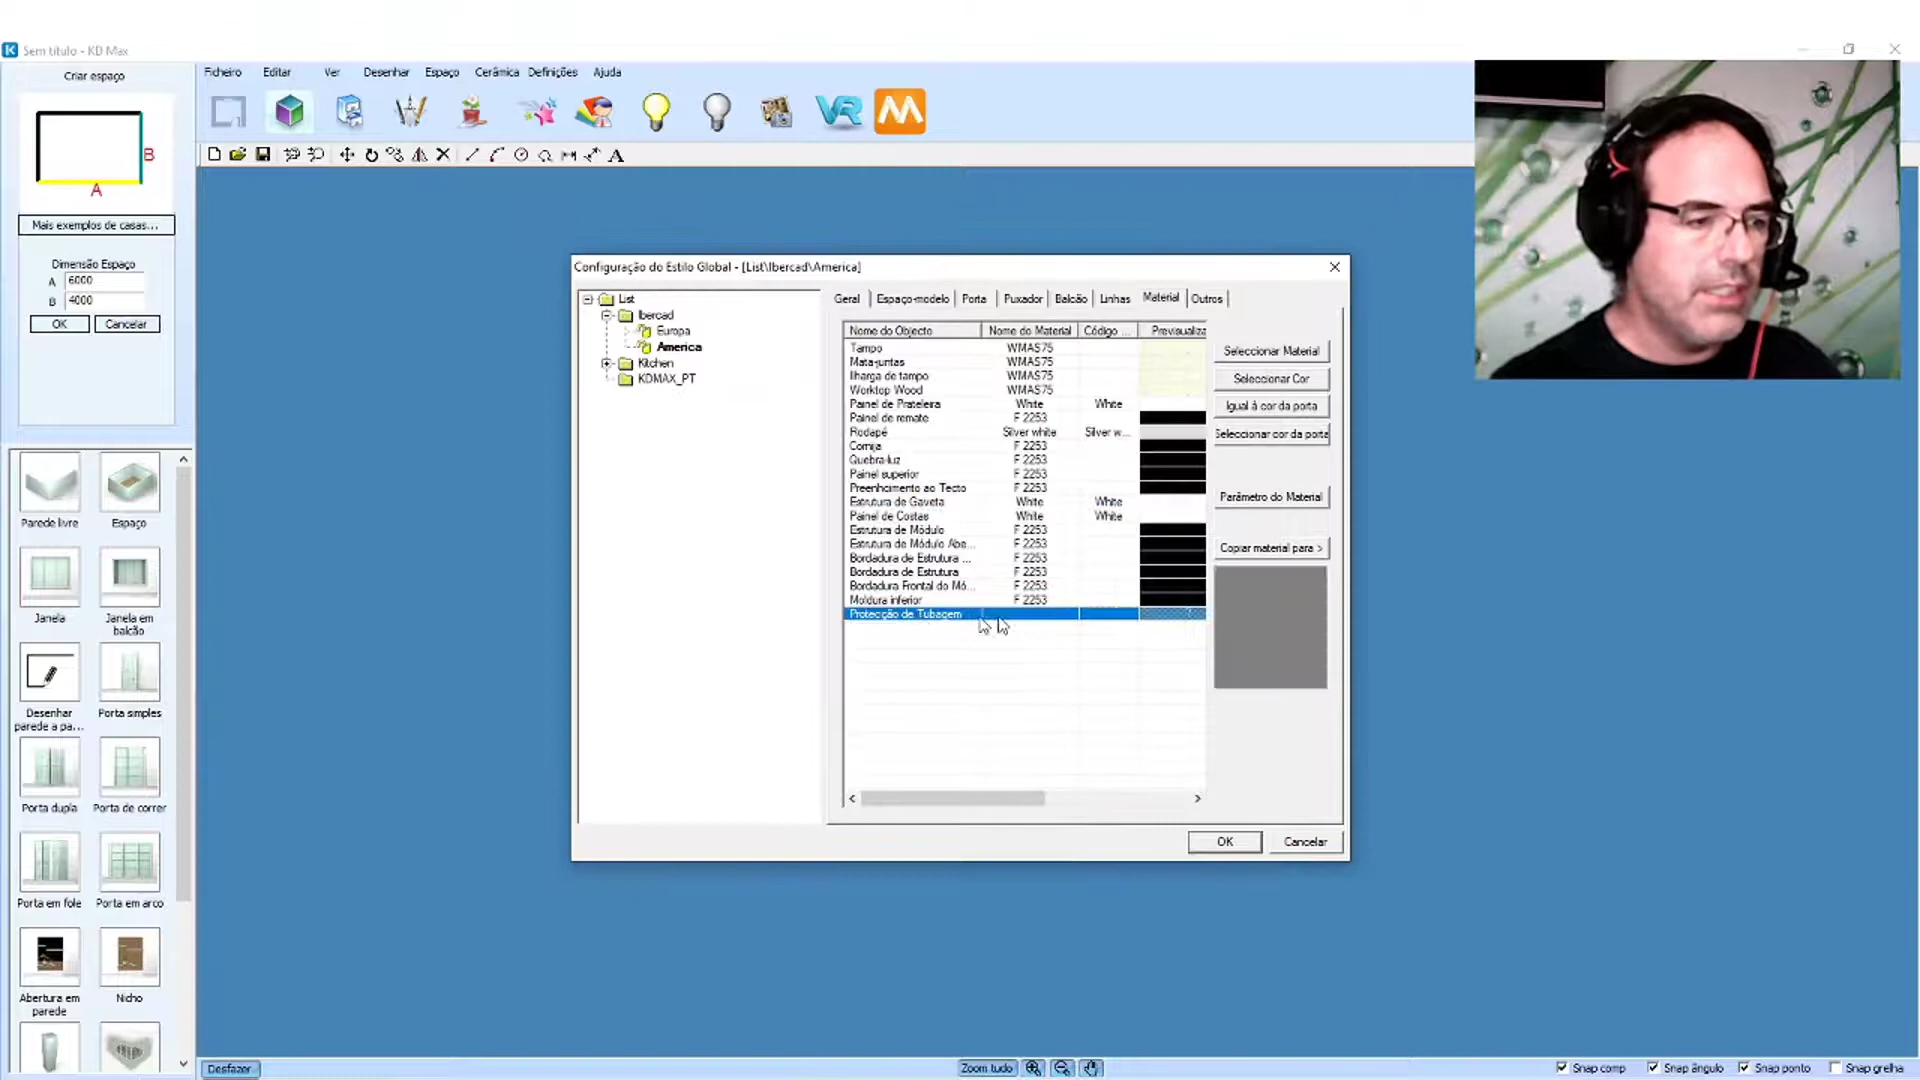 Sem título - KD Max
Criar espaço
B
A
Mais exemplos de casas...
Dimensão Espaço
A 6000
B 4000
OK Cancelar
Parede livre Espaço
Janela Janela em balcão
Desenhar parede a pa... Porta simples
Porta dupla Porta de correr
Porta em fole Porta em arco
Abertura em parede Nicho
Ficheiro Editar Ver Desenhar Espaço Cerâmica Definições Ajuda
VR
A
Configuração do Estilo Global - [List\Ibercad\America]
List
Ibercad
Europa
America
Kitchen
KDMAX_PT
Geral Espaço-modelo Porta Puxador Balcão Linhas Material Outros
Nome do Objecto Nome do Material Código ... Previsualiza
Tampo WMAS75
Mata-juntas WMAS75
Ilharga de tampo WMAS75
Worktop Wood WMAS75
Painel de Prateleira White White
Painel de remate F 2253
Rodapé Silver white Silver w...
Cornija F 2253
Quebra-luz F 2253
Painel superior F 2253
Preenchimento ao Tecto F 2253
Estrutura de Gaveta White White
Painel de Costas White White
Estrutura de Módulo F 2253
Estrutura de Módulo Abe... F 2253
Bordadura de Estrutura ... F 2253
Bordadura de Estrutura F 2253
Bordadura Frontal do Mó... F 2253
Moldura inferior F 2253
Protecção de Tubagem
Seleccionar Material
Seleccionar Cor
Igual à cor da porta
Seleccionar cor da porta
Parâmetro do Material
Copiar material para >
OK Cancelar
Desfazer Zoom tudo Snap comp Snap ângulo Snap ponto Snap grelha